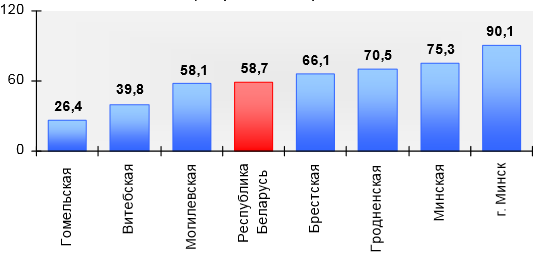 120
60
0
26,4
39,8
58,1
58,7
66,1
70,5
75,3
90,1
Гомельская
Витебская
Могилевская
Республика
Беларусь
Брестская
Гродненская
Минская
г. Минск